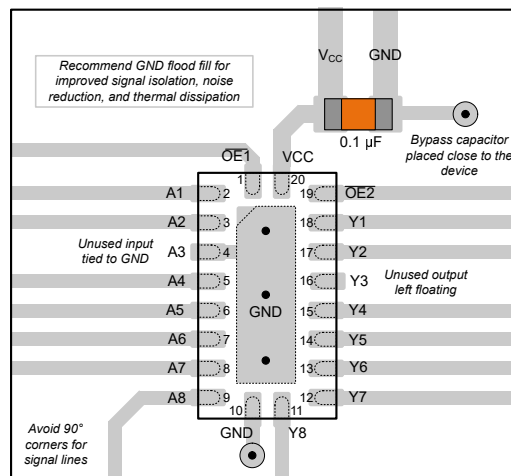 Recommend GND flood fill for
improved signal isolation, noise
reduction, and thermal dissipation
VCC GND
0.1 µF
Bypass capacitor
placed close to the
device
OE1 VCC
1 20
A1 2 19 OE2
A2 3 18 Y1
Unused input
tied to GND
A3 4 17 Y2
A4 5 16 Y3
Unused output
left floating
A5 6 15 Y4
GND
A6 7 14 Y5
A7 8 13 Y6
A8 9 12 Y7
10 11
GND Y8
Avoid 90°
corners for
signal lines